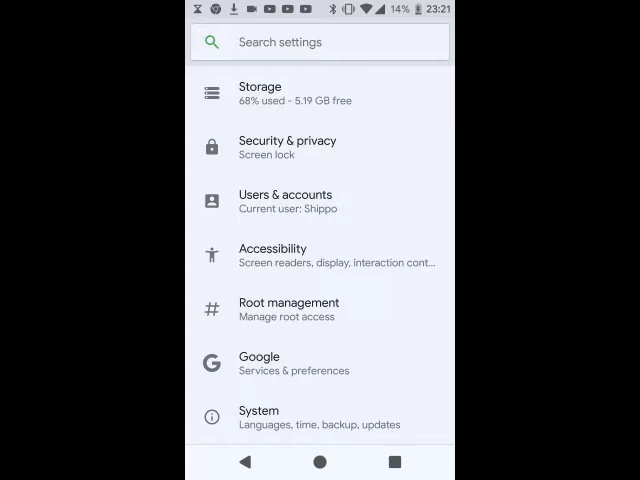 14% 23:21
Search settings
Storage
68% used - 5.19 GB free
Security & privacy
Screen lock
Users & accounts
Current user: Shippo
Accessibility
Screen readers, display, interaction cont...
Root management
Manage root access
Google
Services & preferences
System
Languages, time, backup, updates